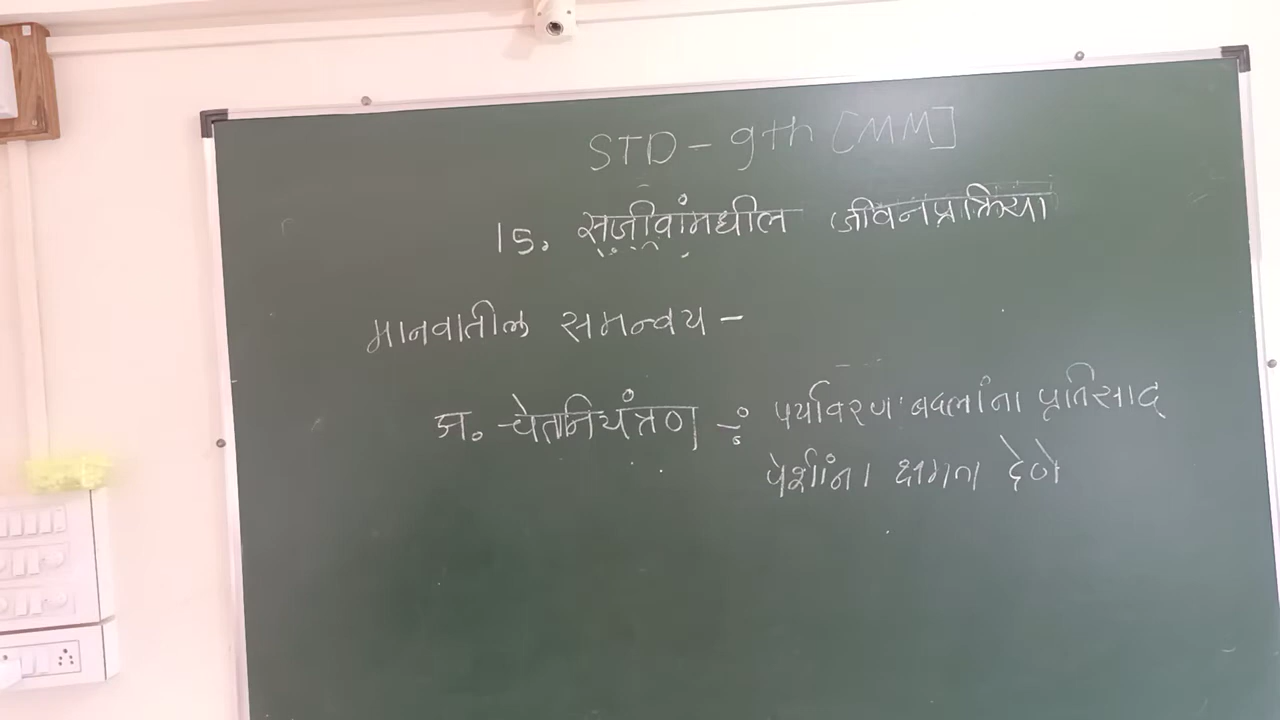 STD - 9th [MM]
15. सजीवांमधील जीवनप्रक्रिया
मानवातील समन्वय -
अ. चेतानियंत्रण -: पर्यावरण बदलांना प्रतिसाद
पेशींना क्षमता देणे